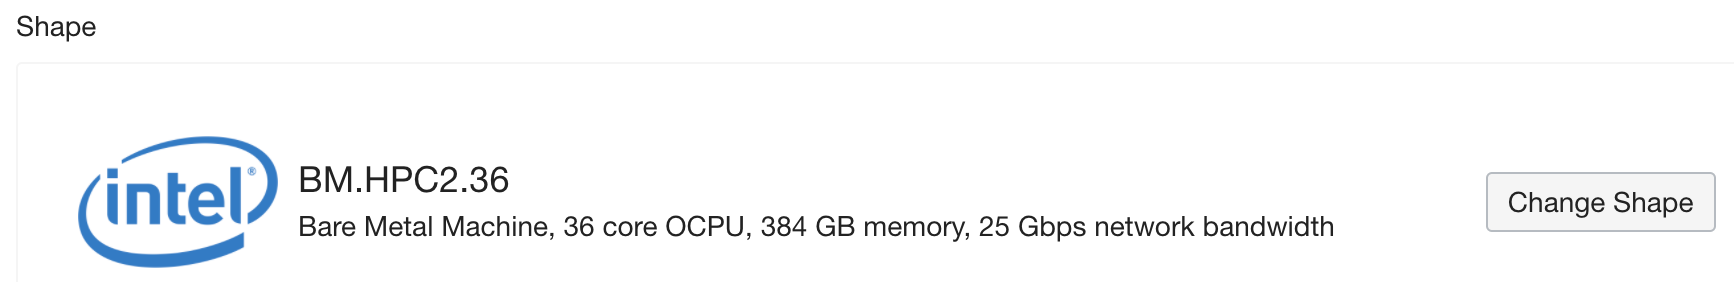 Shape
intel®
BM.HPC2.36
Bare Metal Machine, 36 core OCPU, 384 GB memory, 25 Gbps network bandwidth
Change Shape